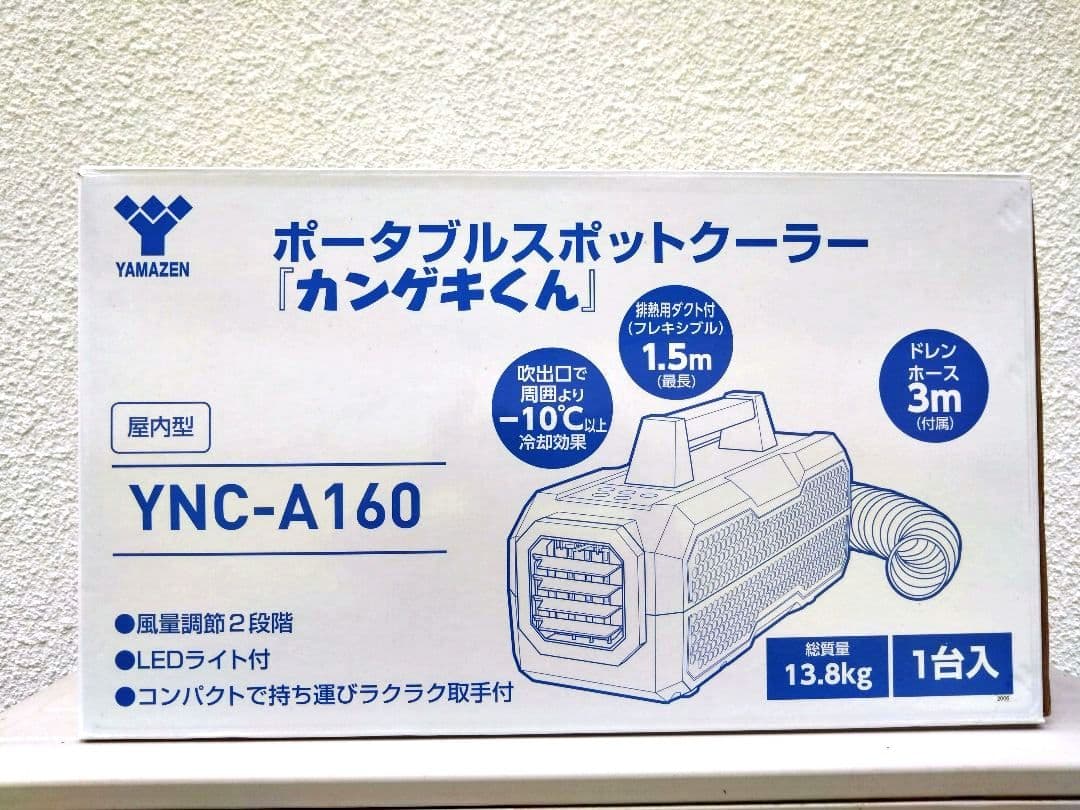 YAMAZEN
ポータブルスポットクーラー
『カンゲキくん』
排熱用ダクト付
(フレキシブル)
1.5m
(最長)
吹出口で
周囲より
-10℃以上
冷却効果
ドレン
ホース
3m
(付属)
屋内型
YNC-A160
●風量調節2段階
●LEDライト付
●コンパクトで持ち運びラクラク取手付
総質量
13.8kg
1台入